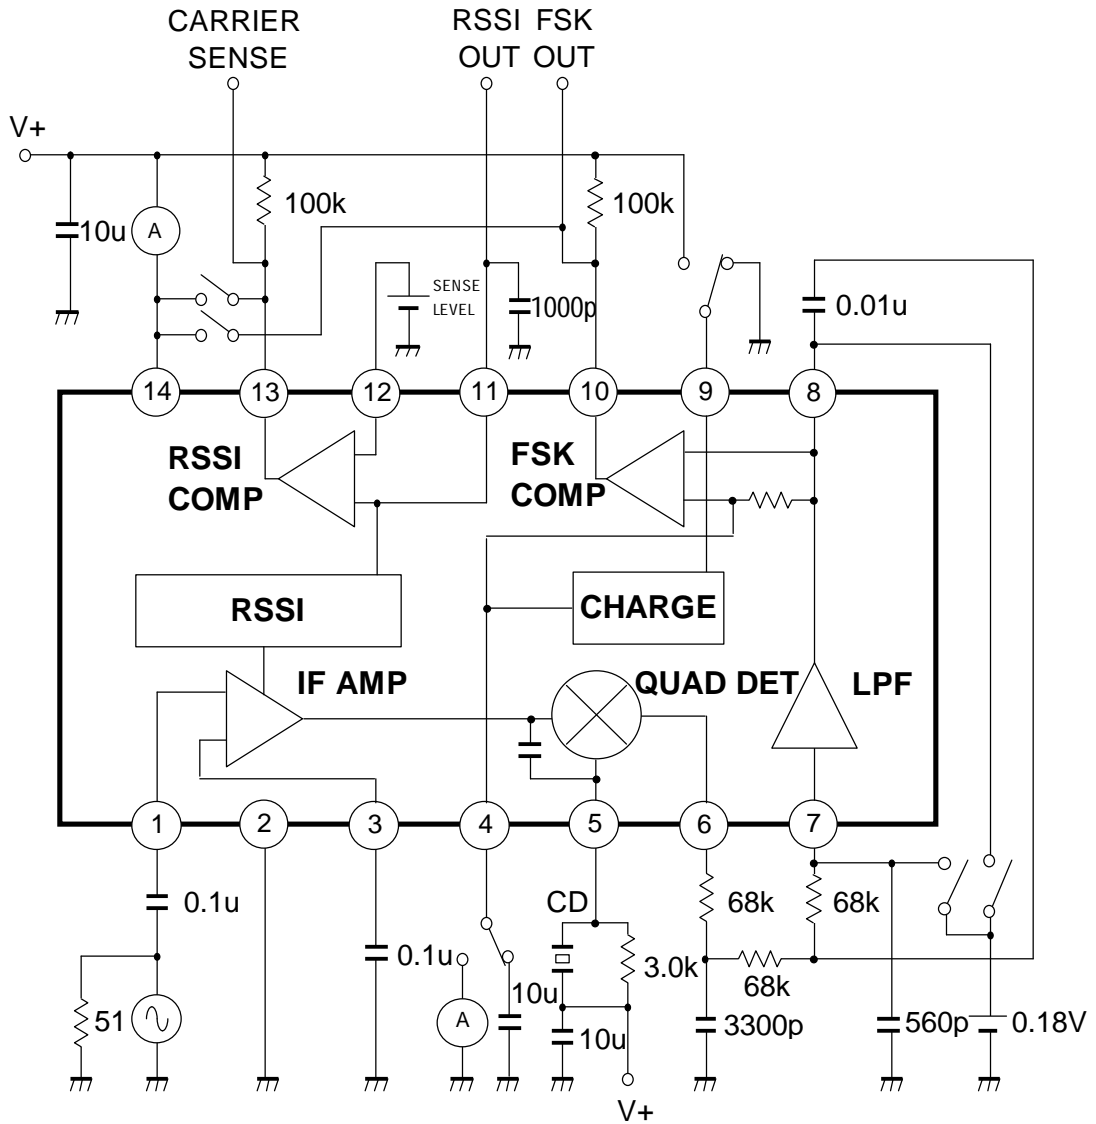 CARRIER SENSE
RSSI OUT
FSK OUT
V+
10u
A
100k
100k
SENSE LEVEL
1000p
0.01u
14
13
12
11
10
9
8
RSSI COMP
FSK COMP
RSSI
CHARGE
IF AMP
QUAD DET
LPF
1
2
3
4
5
6
7
0.1u
51
0.1u
A
10u
CD
3.0k
10u
V+
68k
68k
68k
3300p
560p
0.18V